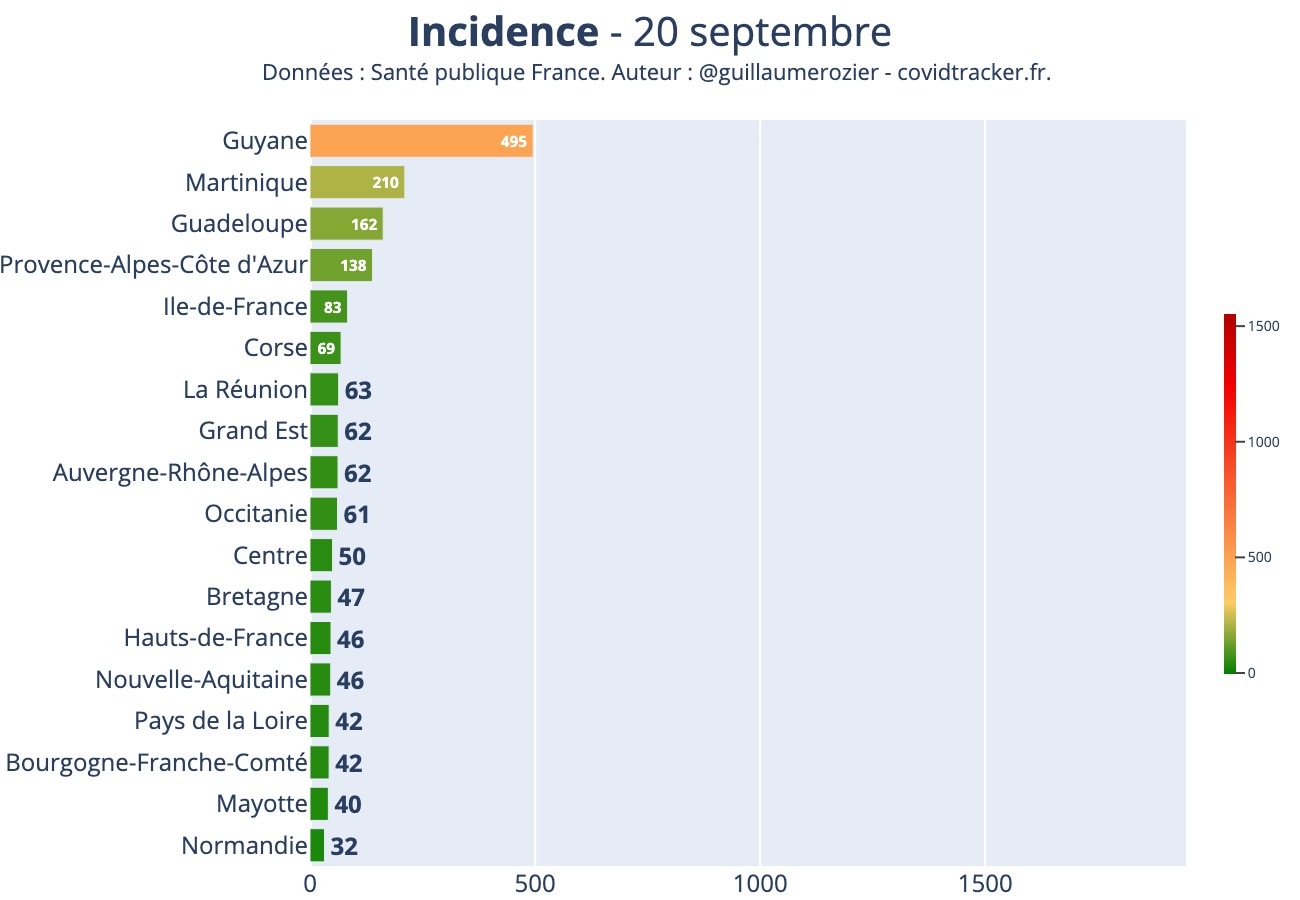 Incidence - 20 septembre
Données : Santé publique France. Auteur : @guillaumerozier - covidtracker.fr.
Guyane 495
Martinique 210
Guadeloupe 162
Provence-Alpes-Côte d'Azur 138
Ile-de-France 83
Corse 69
La Réunion 63
Grand Est 62
Auvergne-Rhône-Alpes 62
Occitanie 61
Centre 50
Bretagne 47
Hauts-de-France 46
Nouvelle-Aquitaine 46
Pays de la Loire 42
Bourgogne-Franche-Comté 42
Mayotte 40
Normandie 32
0 500 1000 1500
1500
1000
500
0